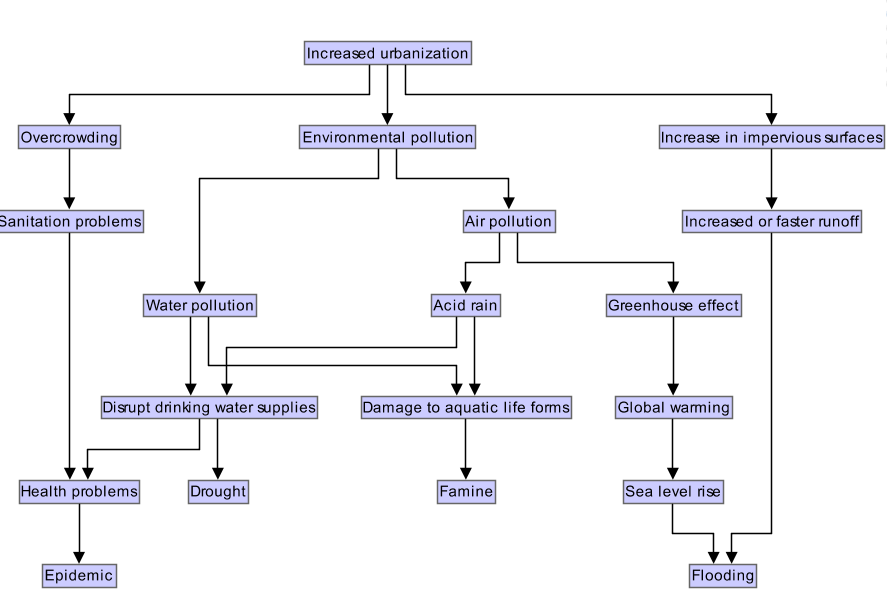 Increased urbanization
Overcrowding
Environmental pollution
Increase in impervious surfaces
Sanitation problems
Air pollution
Increased or faster runoff
Water pollution
Acid rain
Greenhouse effect
Disrupt drinking water supplies
Damage to aquatic life forms
Global warming
Health problems
Drought
Famine
Sea level rise
Epidemic
Flooding